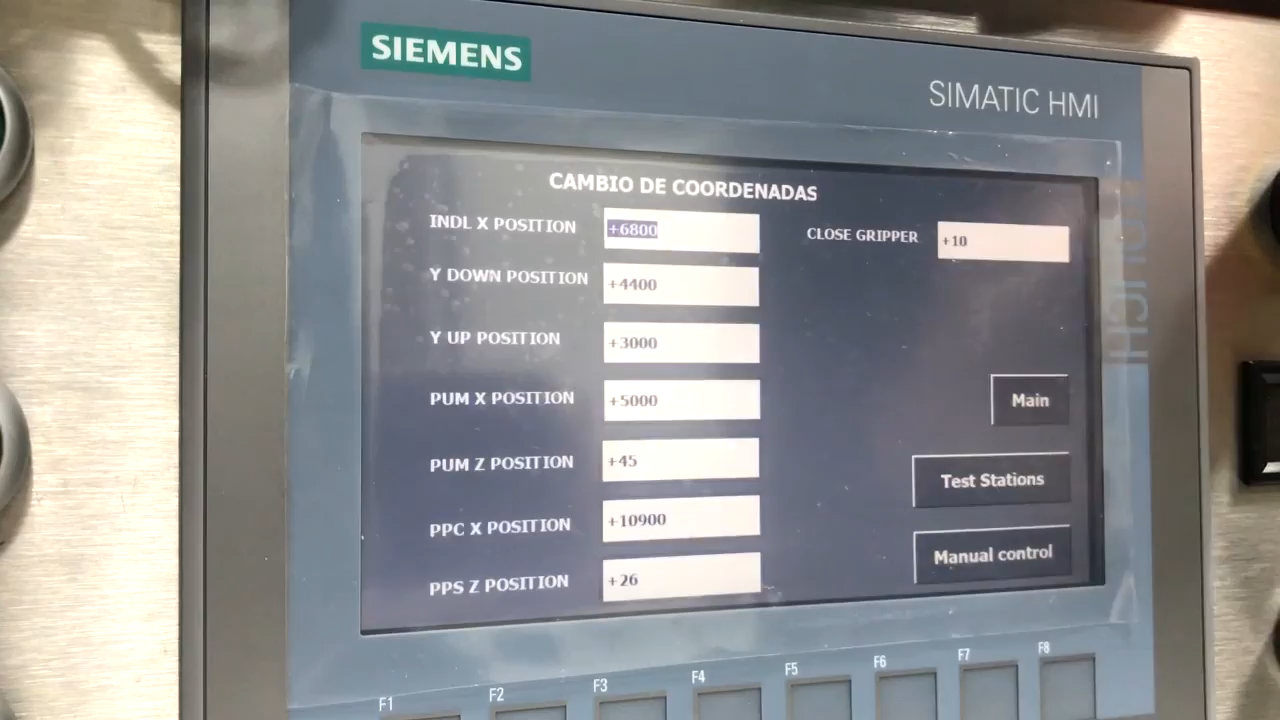 SIEMENS
SIMATIC HMI
TOUCH
CAMBIO DE COORDENADAS
INDL X POSITION +6800
CLOSE GRIPPER +10
Y DOWN POSITION +4400
Y UP POSITION +3000
PUM X POSITION +5000
Main
PUM Z POSITION +45
Test Stations
PPC X POSITION +10900
Manual control
PPS Z POSITION +26
F1 F2 F3 F4 F5 F6 F7 F8